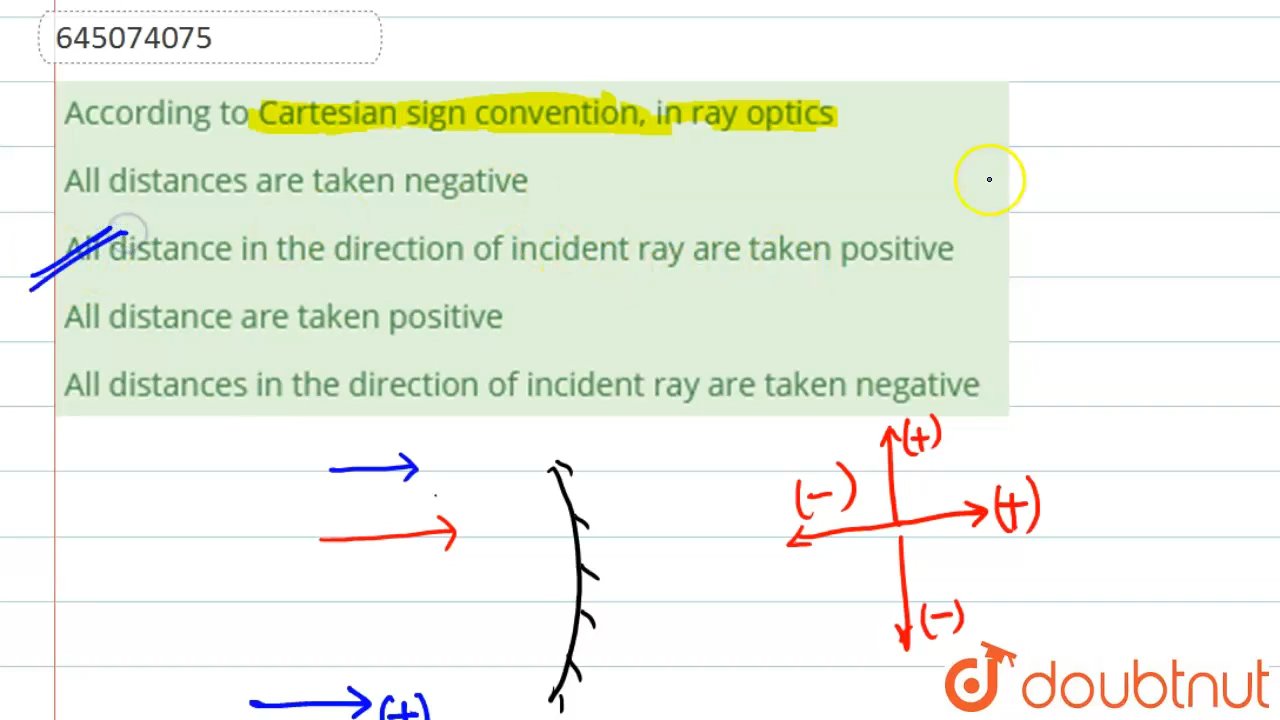 645074075
According to Cartesian sign convention, in ray optics
All distances are taken negative
All distance in the direction of incident ray are taken positive
All distance are taken positive
All distances in the direction of incident ray are taken negative
(+)
(-)
(+)
(-)
(+)
doubtnut